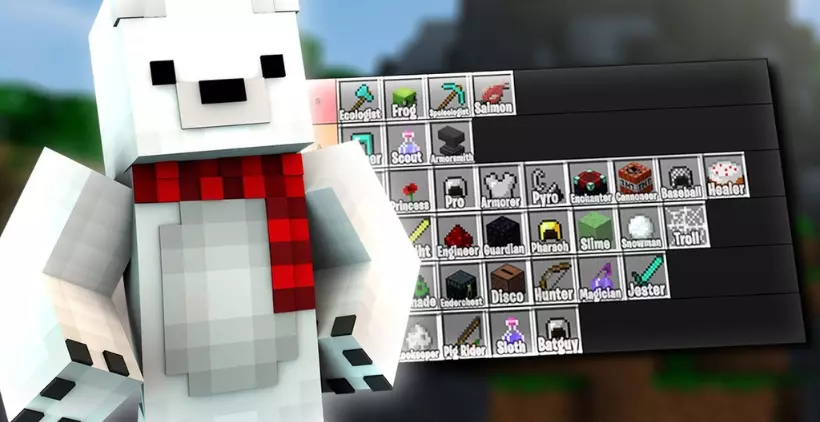 S
Ecologist Frog Speleologist Salmon
Scout Armorsmith
Princess Pro Armorer Pyro Enchanter Cannoneer Baseball Healer
Engineer Guardian Pharaoh Slime Snowman Troll
Enderchest Disco Hunter Magician Jester
Pig Rider Sloth Batguy